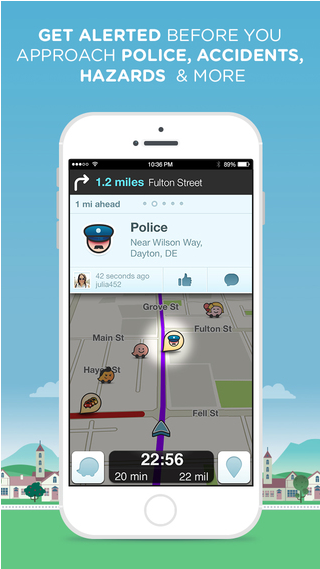 GET ALERTED BEFORE YOU
APPROACH POLICE, ACCIDENTS,
HAZARDS & MORE
10:36 PM 89%
1.2 miles Fulton Street
1 mi ahead
Police
Near Wilson Way,
Dayton, DE
42 seconds ago
julia452
Grove St
Fulton St
Main St
Hayes St
Fell St
22:56
20 min 22 mil